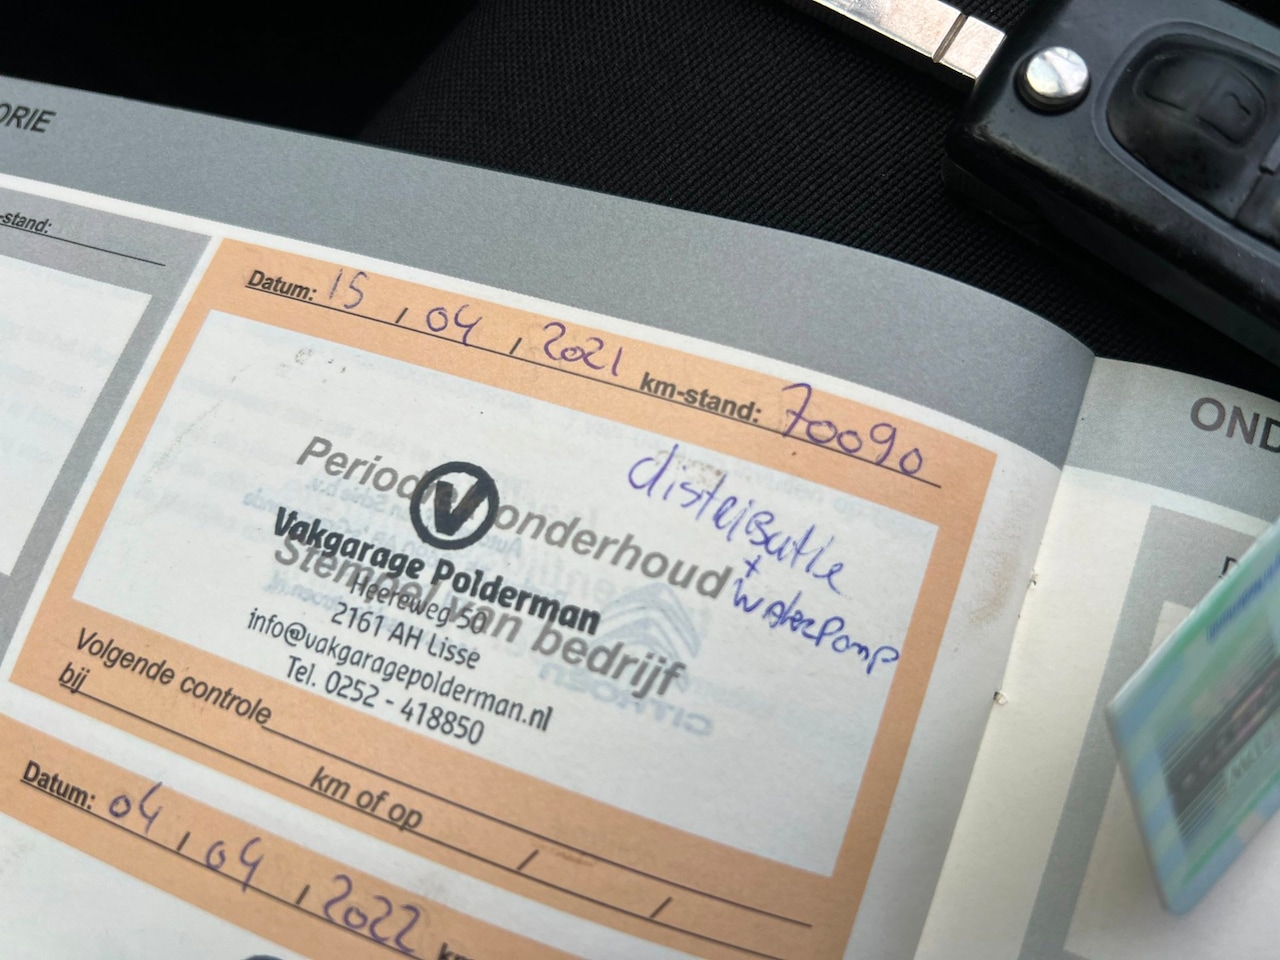 ORIE
-stand:
Datum: 15 , 04 , 2021 km-stand: 70090
distributie
+
waterpomp
Periodiek onderhoud
Stempel van bedrijf
Vakgarage Polderman
Heereweg 50
2161 AH Lisse
info@vakgaragepolderman.nl
Tel. 0252 - 418850
Volgende controle
bij
km of op / /
Datum: 04 , 04 , 2022 km
OND
CITROEN